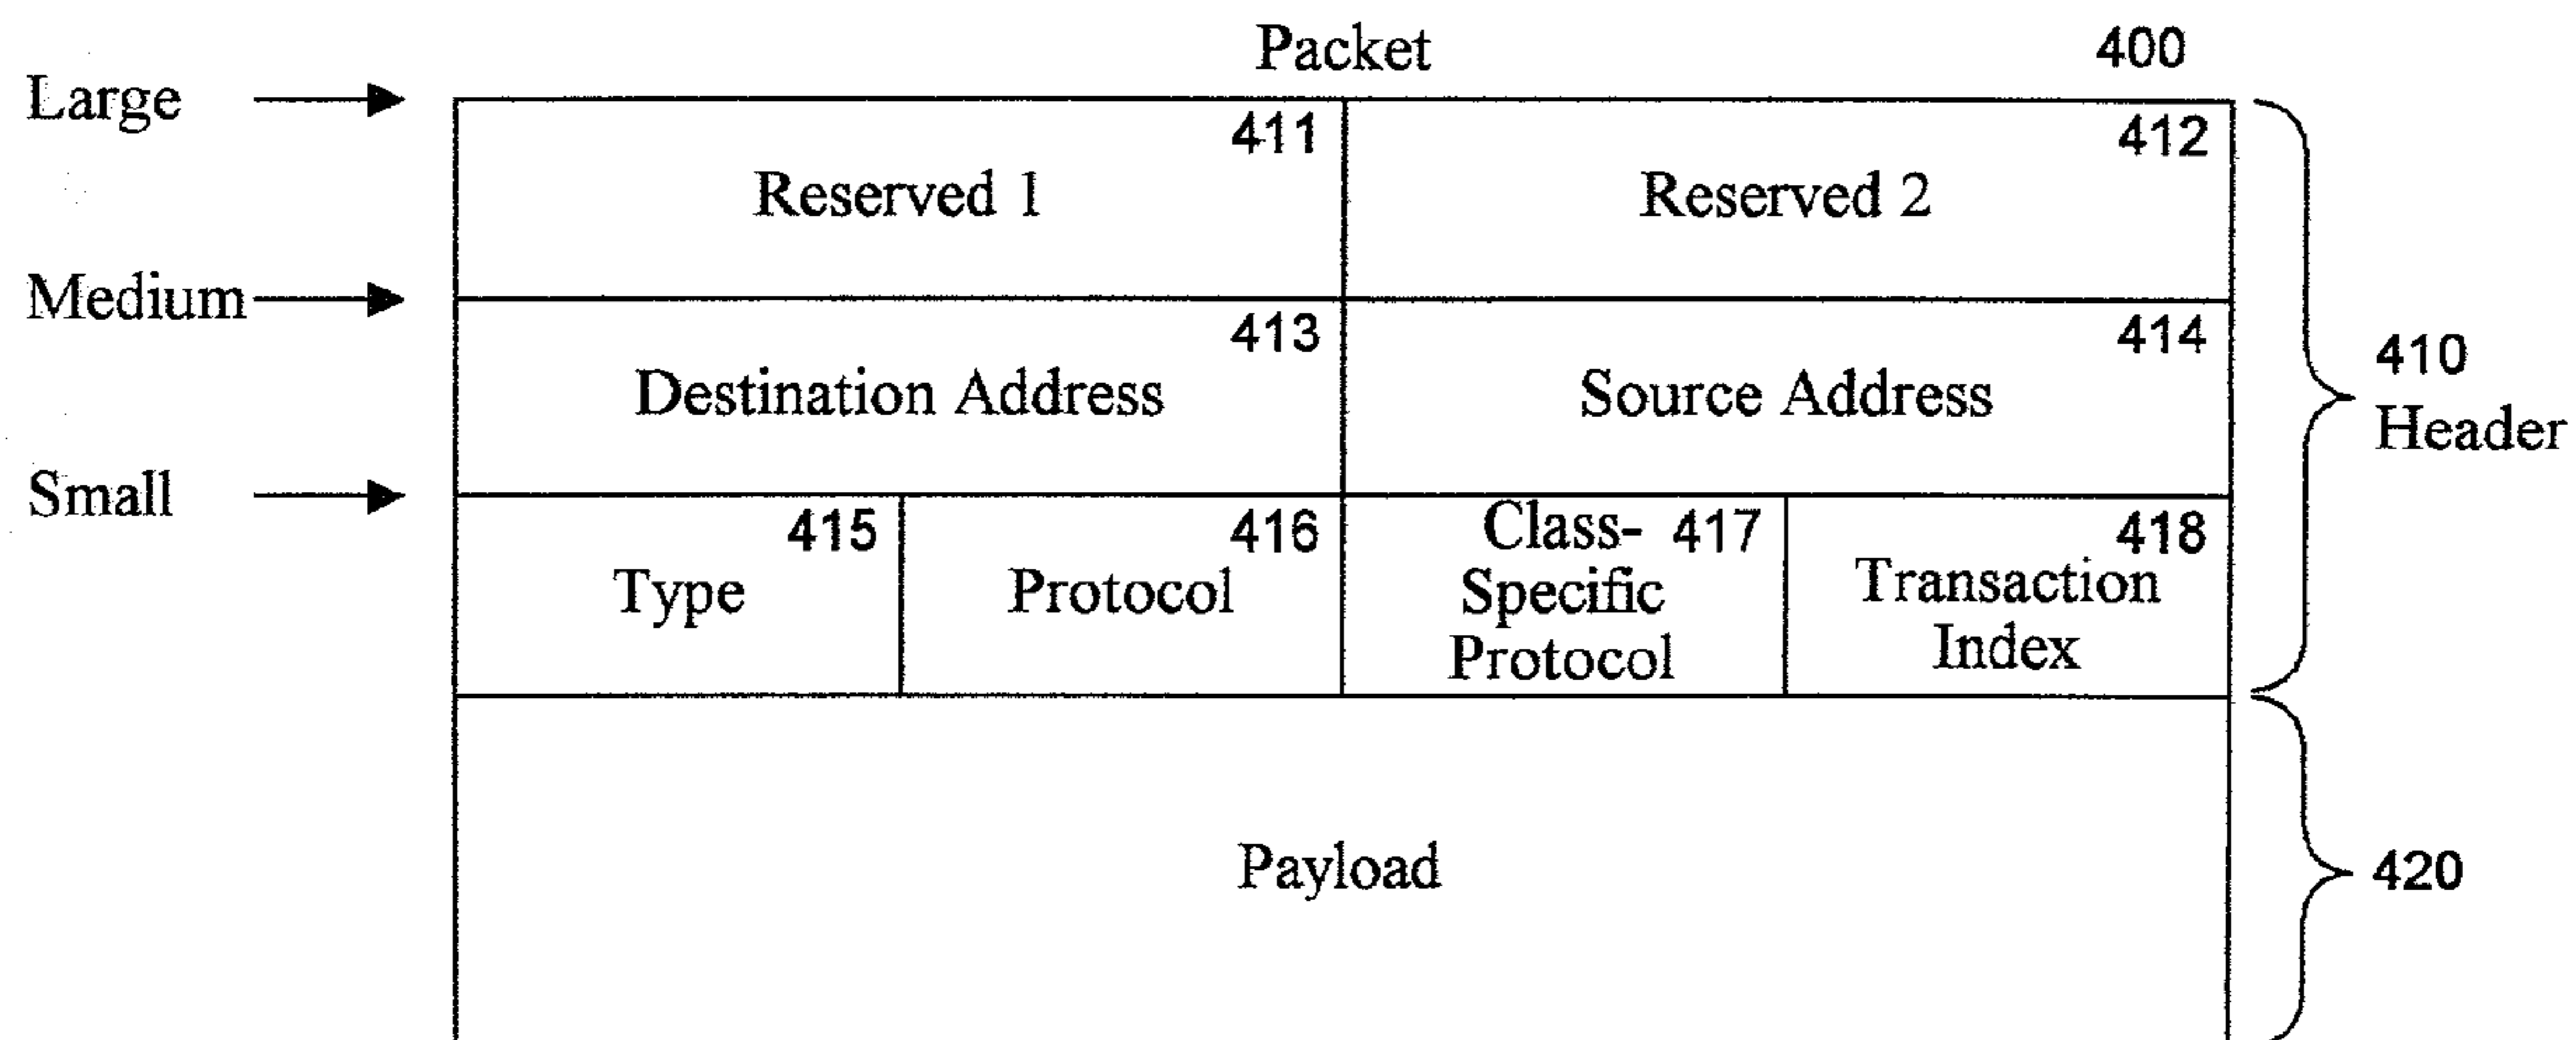 Packet 400
Large
411 412
Reserved 1 Reserved 2
Medium
413 414
Destination Address Source Address
410
Header
Small
415 416 Class- 417 418
Type Protocol Specific Transaction
Protocol Index
Payload
420